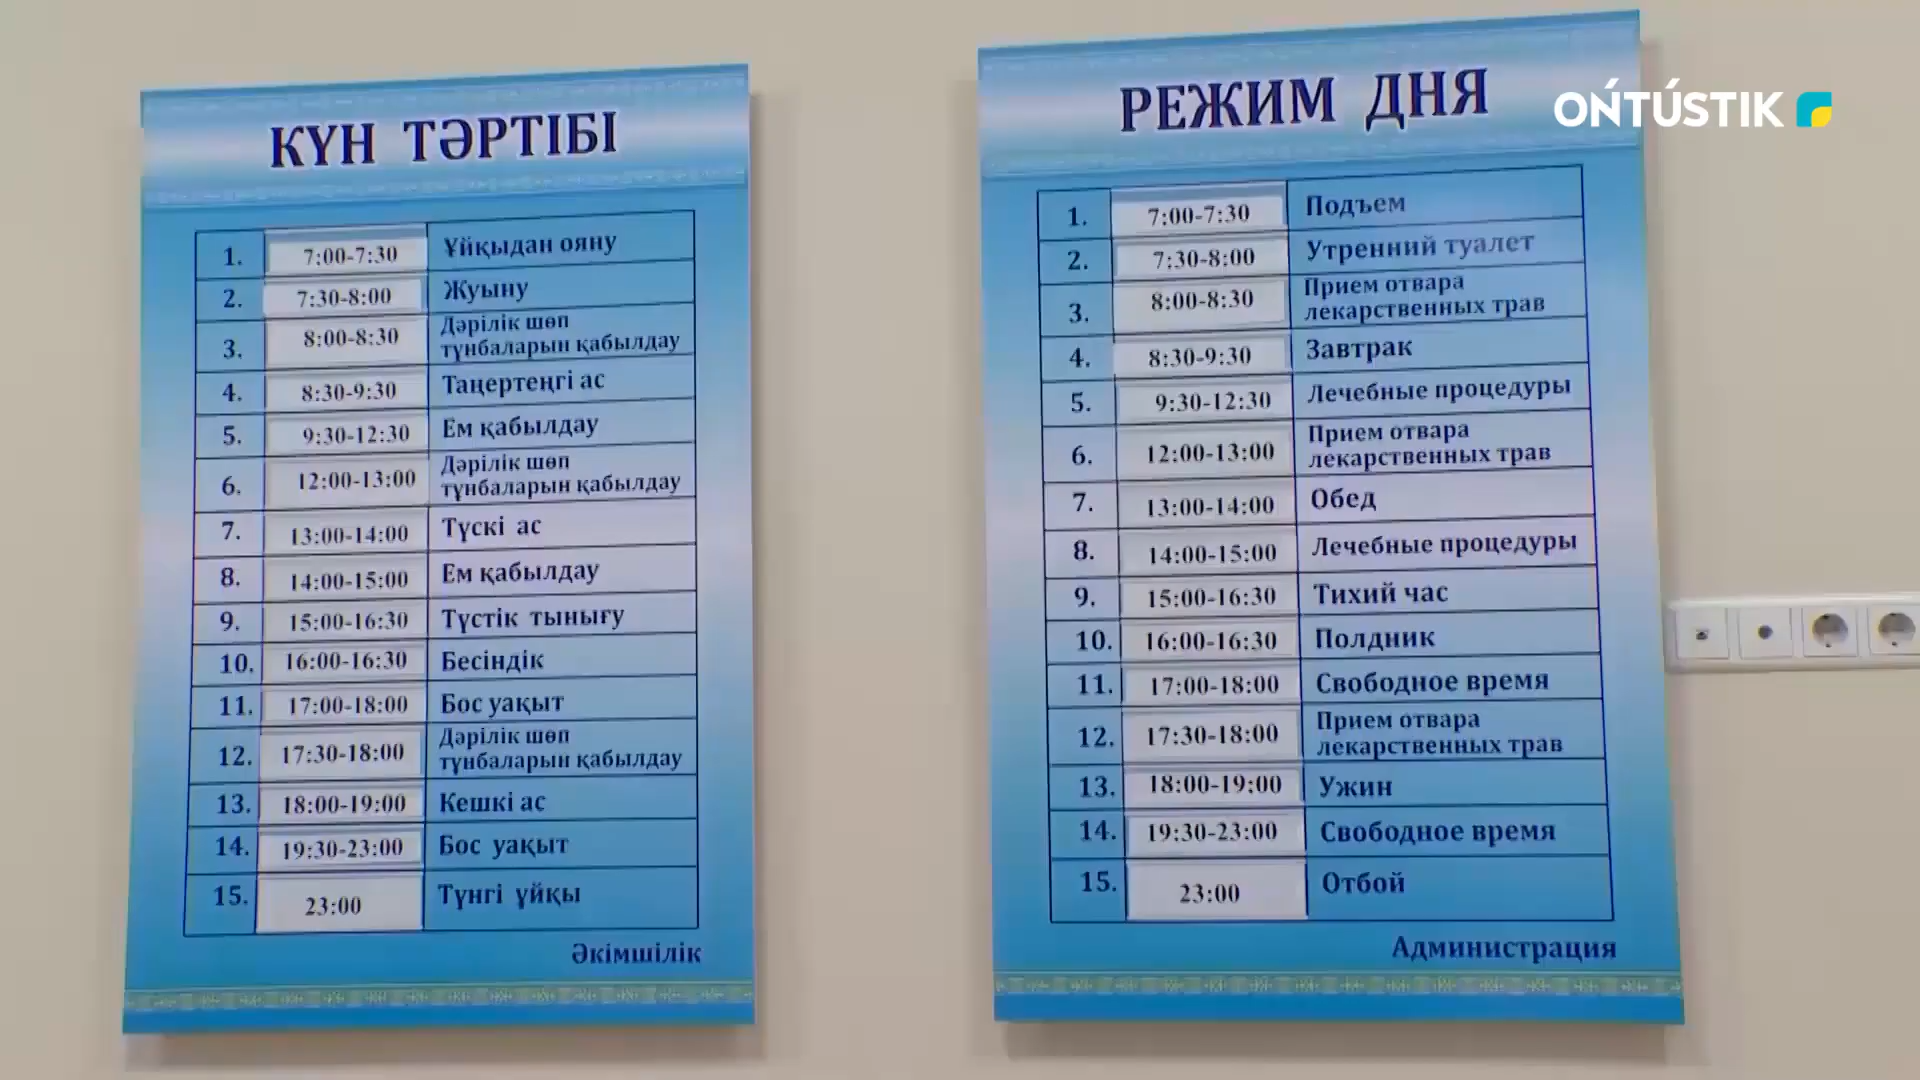 КҮН ТӘРТІБІ
1. 7:00-7:30 Ұйқыдан ояну
2. 7:30-8:00 Жуыну
3. 8:00-8:30 Дәрілік шөп
тұнбаларын қабылдау
4. 8:30-9:30 Таңертеңгі ас
5. 9:30-12:30 Ем қабылдау
6. 12:00-13:00 Дәрілік шөп
тұнбаларын қабылдау
7. 13:00-14:00 Түскі ас
8. 14:00-15:00 Ем қабылдау
9. 15:00-16:30 Түстік тынығу
10. 16:00-16:30 Бесіндік
11. 17:00-18:00 Бос уақыт
12. 17:30-18:00 Дәрілік шөп
тұнбаларын қабылдау
13. 18:00-19:00 Кешкі ас
14. 19:30-23:00 Бос уақыт
15. 23:00 Түнгі ұйқы
Әкімшілік
РЕЖИМ ДНЯ
1. 7:00-7:30 Подъем
2. 7:30-8:00 Утренний туалет
3. 8:00-8:30 Прием отвара
лекарственных трав
4. 8:30-9:30 Завтрак
5. 9:30-12:30 Лечебные процедуры
6. 12:00-13:00 Прием отвара
лекарственных трав
7. 13:00-14:00 Обед
8. 14:00-15:00 Лечебные процедуры
9. 15:00-16:30 Тихий час
10. 16:00-16:30 Полдник
11. 17:00-18:00 Свободное время
12. 17:30-18:00 Прием отвара
лекарственных трав
13. 18:00-19:00 Ужин
14. 19:30-23:00 Свободное время
15. 23:00 Отбой
Администрация
OŃTÚSTIK